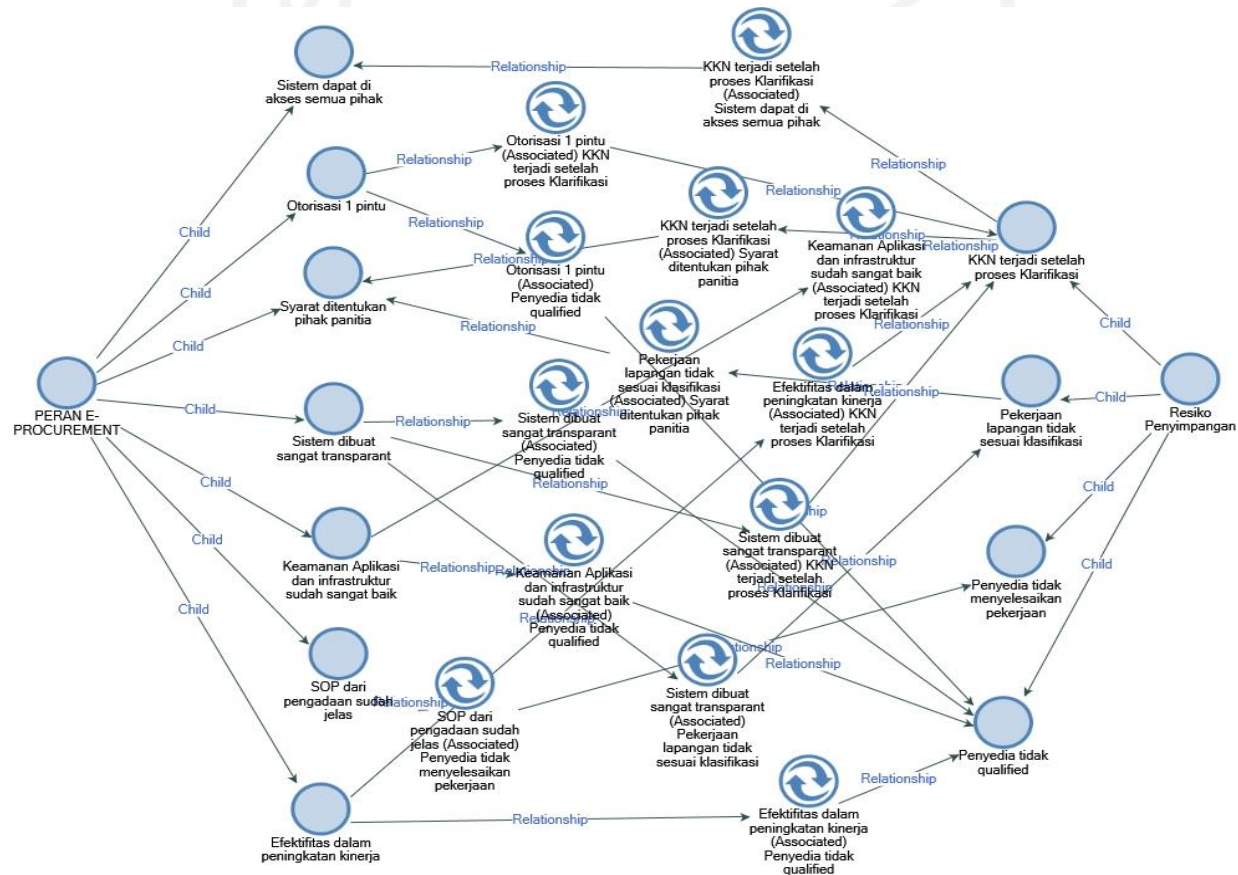 Sistem dapat di
akses semua pihak
Relationship
KKN terjadi setelah
proses Klarifikasi
(Associated)
Sistem dapat di
akses semua pihak
Otorisasi 1 pintu
(Associated) KKN
terjadi setelah
proses Klarifikasi
Relationship
Relationship
Relationship
Otorisasi 1 pintu
Relationship
KKN terjadi setelah
proses Klarifikasi
(Associated) Syarat
ditentukan pihak
panitia
Relationship
Keamanan Aplikasi
dan infrastruktur
sudah sangat baik
(Associated) KKN
terjadi setelah
proses Klarifikasi
Relationship
KKN terjadi setelah
proses Klarifikasi
Child
Relationship
Otorisasi 1 pintu
(Associated)
Penyedia tidak
qualified
Child
Syarat ditentukan
pihak panitia
Relationship
Relationship
Child
Child
PERAN E-
PROCUREMENT
Pekerjaan
lapangan tidak
sesuai klasifikasi
(Associated) Syarat
ditentukan pihak
panitia
Efektifitas dalam
peningkatan kinerja
(Associated) KKN
terjadi setelah
proses Klarifikasi
Relationship
Pekerjaan
lapangan tidak
sesuai klasifikasi
Child
Resiko
Penyimpangan
Child
Sistem dibuat
sangat transparant
Relationship
Sistem dibuat
sangat transparant
(Associated)
Penyedia tidak
qualified
Relationship
Child
Relationship
Child
Sistem dibuat
sangat transparant
(Associated) KKN
terjadi setelah
proses Klarifikasi
Relationship
Keamanan Aplikasi
dan infrastruktur
sudah sangat baik
Relationship
Relationship
Keamanan Aplikasi
dan infrastruktur
sudah sangat baik
(Associated)
Penyedia tidak
qualified
Relationship
Relationship
Penyedia tidak
menyelesaikan
pekerjaan
Child
Child
Child
SOP dari
pengadaan sudah
jelas
Relationship
SOP dari
pengadaan sudah
jelas (Associated)
Penyedia tidak
menyelesaikan
pekerjaan
Relationship
Sistem dibuat
sangat transparant
(Associated)
Pekerjaan
lapangan tidak
sesuai klasifikasi
Relationship
Penyedia tidak
qualified
Child
Efektifitas dalam
peningkatan kinerja
Relationship
Efektifitas dalam
peningkatan kinerja
(Associated)
Penyedia tidak
qualified
Relationship